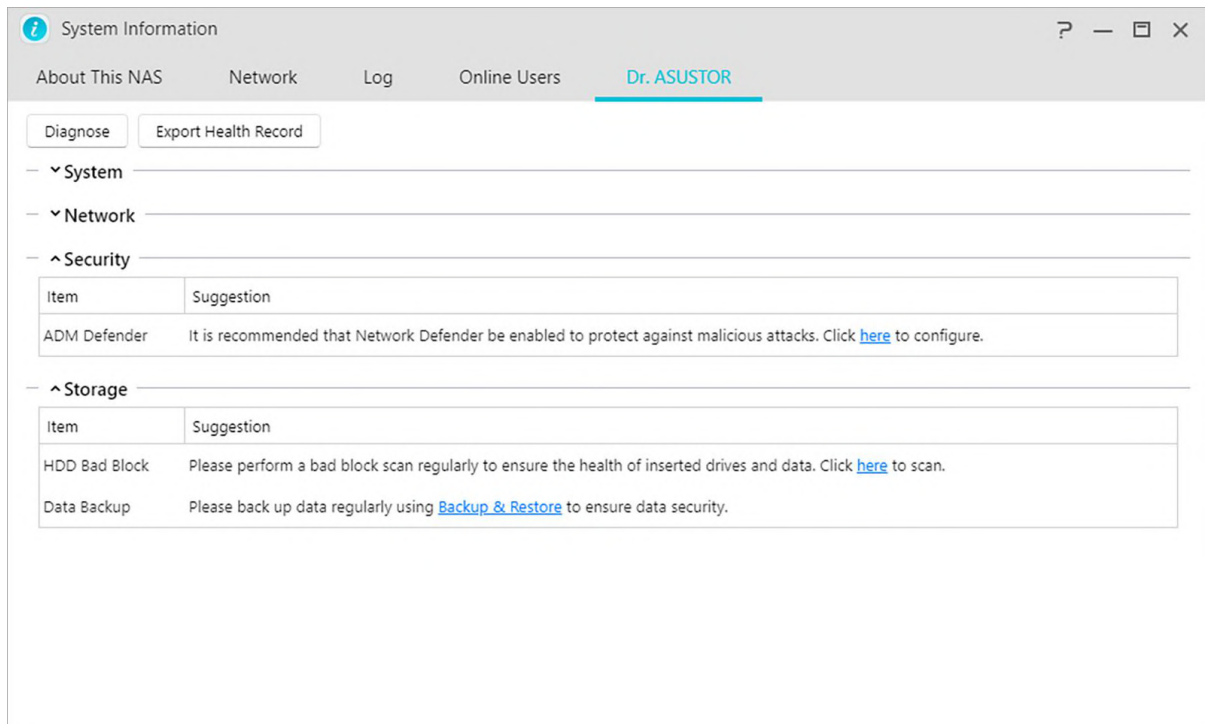 System Information
About This NAS Network Log Online Users Dr. ASUSTOR
Diagnose Export Health Record
System
Network
Security
Item Suggestion
ADM Defender It is recommended that Network Defender be enabled to protect against malicious attacks. Click here to configure.
Storage
Item Suggestion
HDD Bad Block Please perform a bad block scan regularly to ensure the health of inserted drives and data. Click here to scan.
Data Backup Please back up data regularly using Backup & Restore to ensure data security.